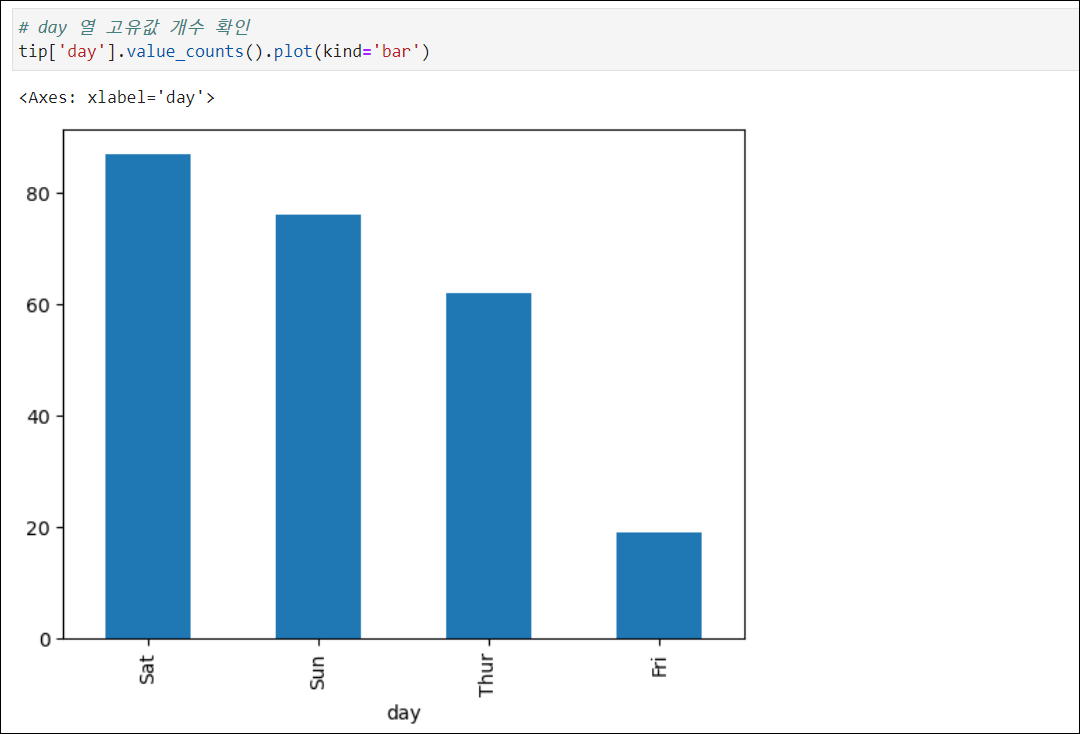 # day 열 고유값 개수 확인
tip['day'].value_counts().plot(kind='bar')
<Axes: xlabel='day'>
80
60
40
20
0
Sat Sun Thur Fri
day